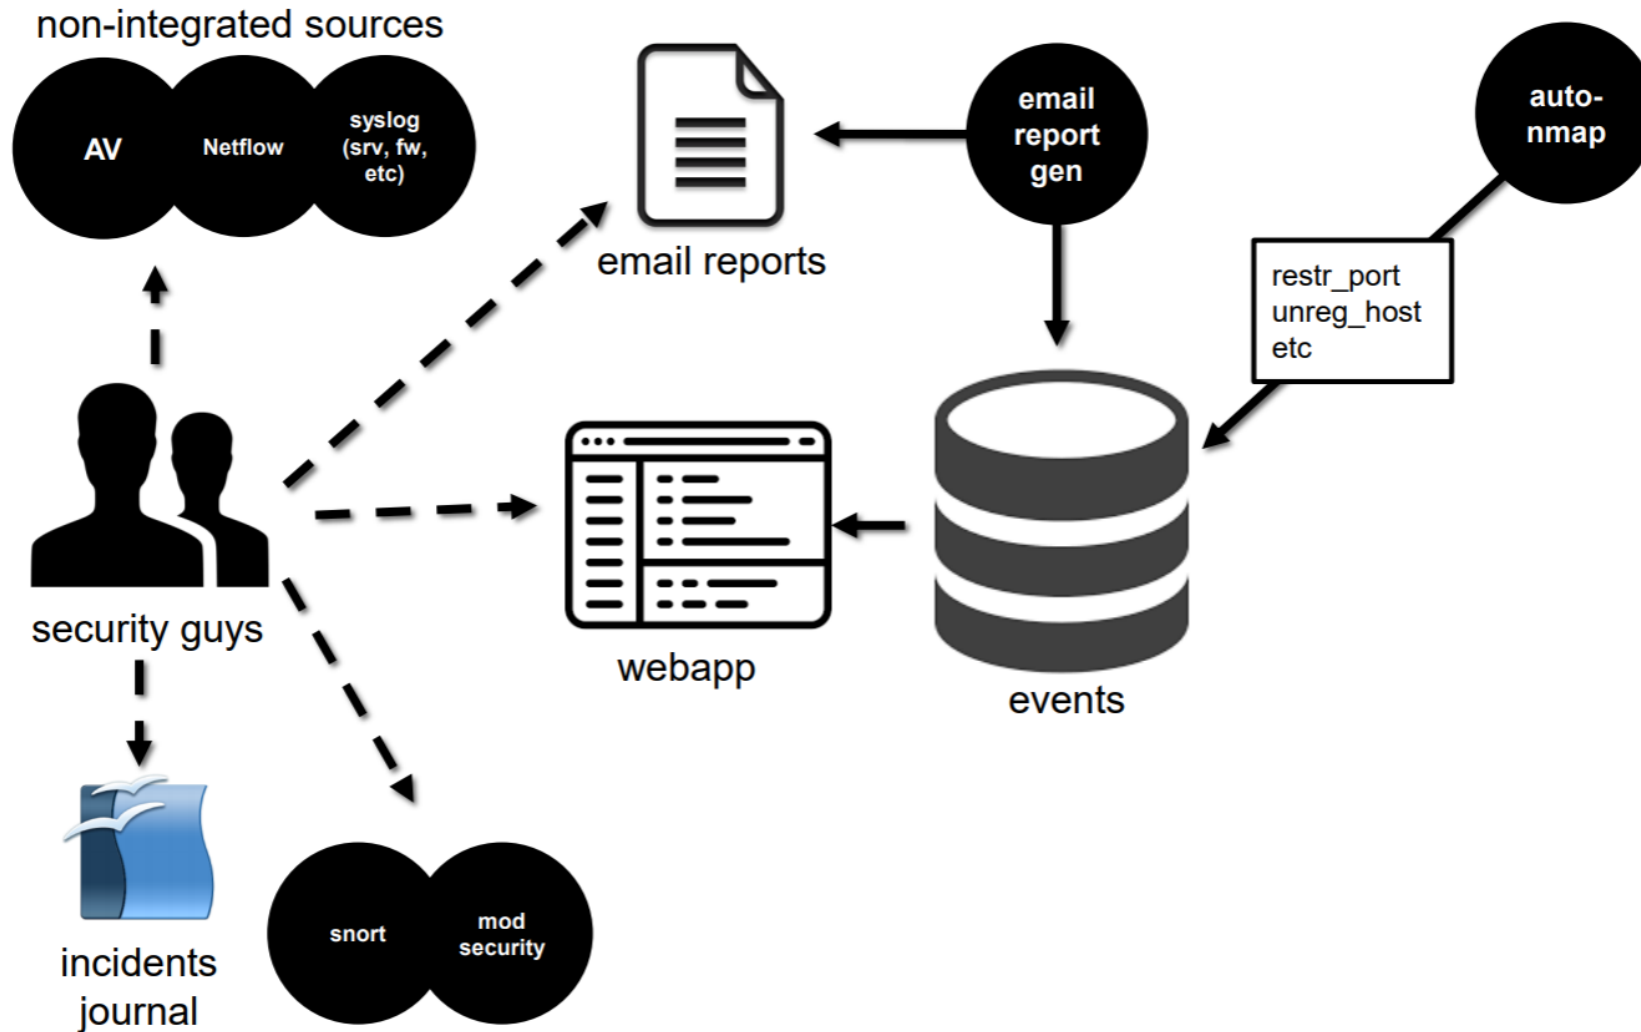 non-integrated sources
AV
Netflow
syslog
(srv, fw,
etc)
email
report
gen
auto-
nmap
email reports
restr_port
unreg_host
etc
security guys
webapp
events
incidents
journal
snort
mod
security